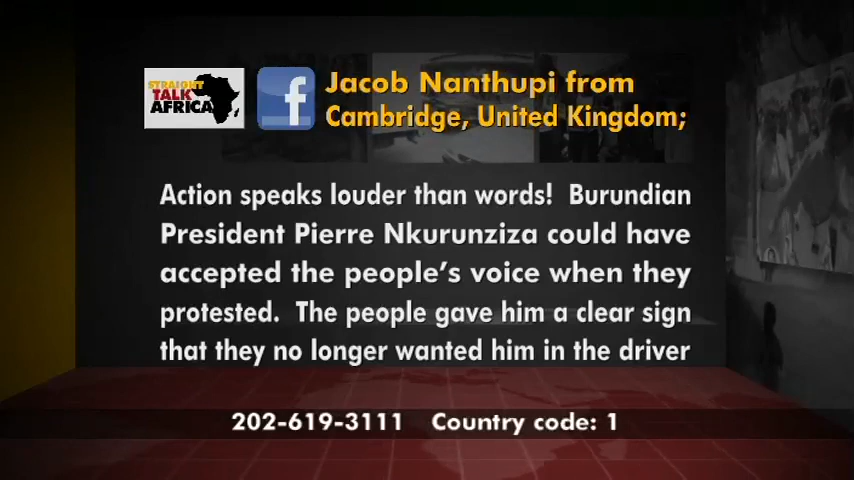 STRAIGHT
TALK
AFRICA
f
Jacob Nanthupi from
Cambridge, United Kingdom;
Action speaks louder than words! Burundian
President Pierre Nkurunziza could have
accepted the people's voice when they
protested. The people gave him a clear sign
that they no longer wanted him in the driver
202-619-3111 Country code: 1